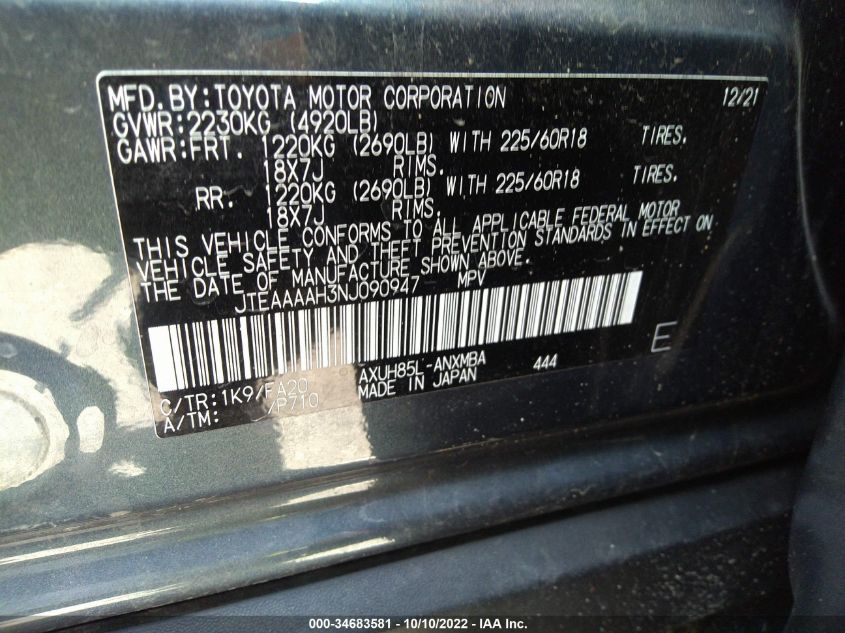 MFD.BY:TOYOTA MOTOR CORPORATION 12/21
GVWR:2230KG (4920LB)
GAWR:FRT. 1220KG (2690LB) WITH 225/60R18 TIRES.
18X7J RIMS.
RR. 1220KG (2690LB) WITH 225/60R18 TIRES.
18X7J RIMS.
THIS VEHICLE CONFORMS TO ALL APPLICABLE FEDERAL MOTOR
VEHICLE SAFETY AND THEFT PREVENTION STANDARDS IN EFFECT ON
THE DATE OF MANUFACTURE SHOWN ABOVE.
JTEAAAAH3NJ090947 MPV
E
C/TR:1K9/FA20 AXUH85L-ANXMBA 444
A/TM: /P710 MADE IN JAPAN
000-34683581 - 10/10/2022 - IAA Inc.